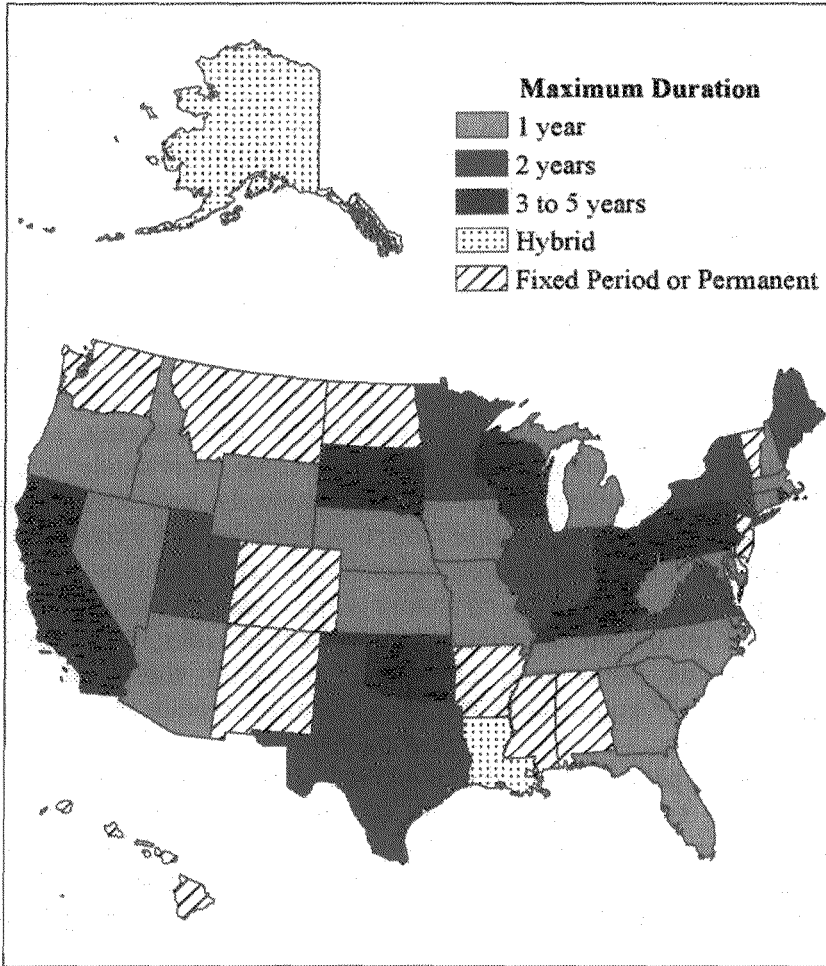 Maximum Duration
1 year
2 years
3 to 5 years
Hybrid
Fixed Period or Permanent